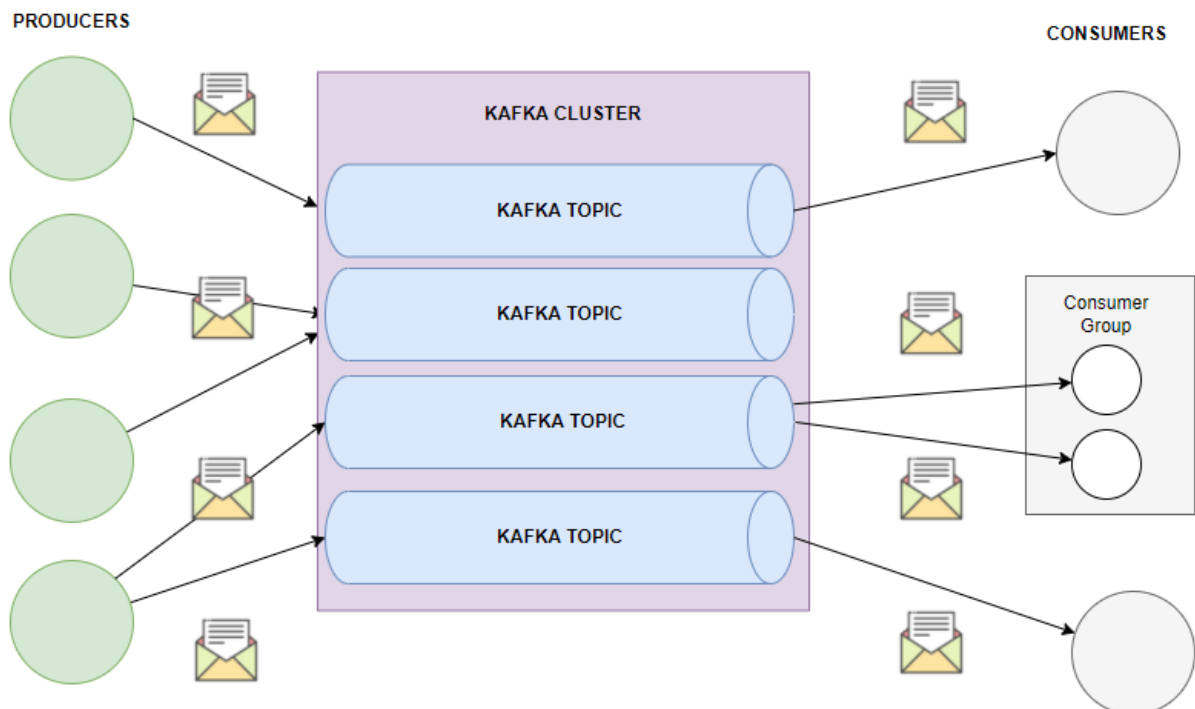 PRODUCERS
CONSUMERS
KAFKA CLUSTER
KAFKA TOPIC
KAFKA TOPIC
Consumer
Group
KAFKA TOPIC
KAFKA TOPIC